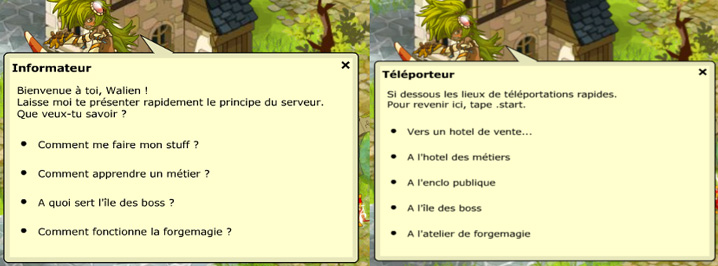 Informateur
Bienvenue à toi, Walien !
Laisse moi te présenter rapidement le principe du serveur.
Que veux-tu savoir ?
Comment me faire mon stuff ?
Comment apprendre un métier ?
A quoi sert l'île des boss ?
Comment fonctionne la forgemagie ?
Téléporteur
Si dessous les lieux de téléportations rapides.
Pour revenir ici, tape .start.
Vers un hotel de vente...
A l'hotel des métiers
A l'enclo publique
A l'île des boss
A l'atelier de forgemagie